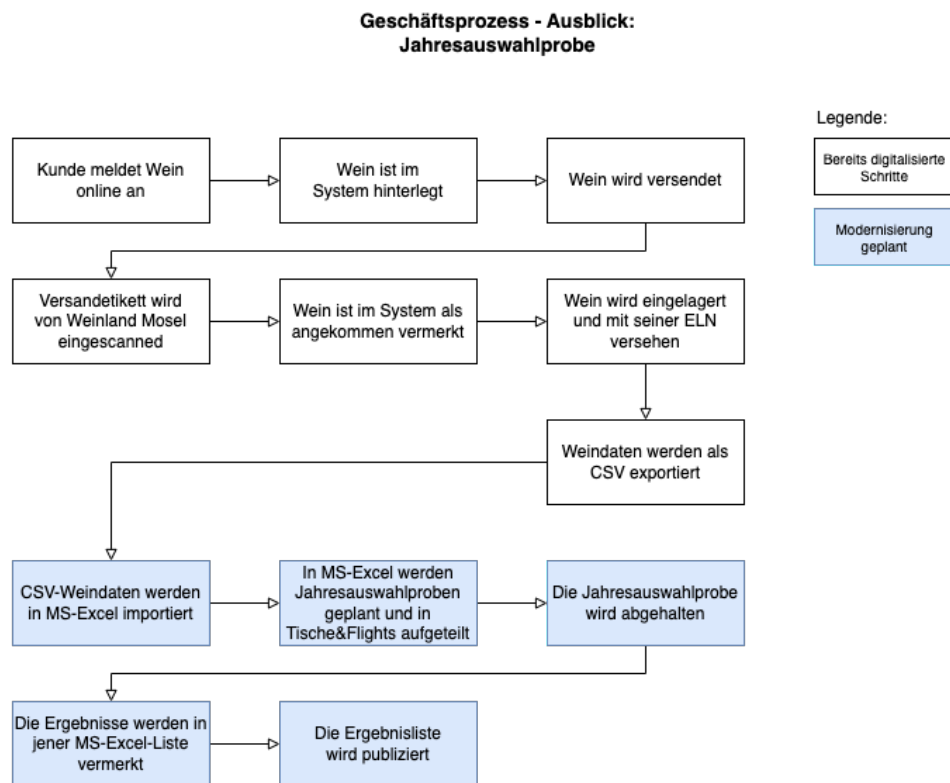 Geschäftsprozess - Ausblick:
Jahresauswahlprobe
Legende:
Bereits digitalisierte
Schritte
Modernisierung
geplant
Kunde meldet Wein
online an
Wein ist im
System hinterlegt
Wein wird versendet
Versandetikett wird
von Weinland Mosel
eingescanned
Wein ist im System als
angekommen vermerkt
Wein wird eingelagert
und mit seiner ELN
versehen
Weindaten werden als
CSV exportiert
CSV-Weindaten werden
in MS-Excel importiert
In MS-Excel werden
Jahresauswahlproben
geplant und in
Tische&Flights aufgeteilt
Die Jahresauswahlprobe
wird abgehalten
Die Ergebnisse werden in
jener MS-Excel-Liste
vermerkt
Die Ergebnisliste
wird publiziert